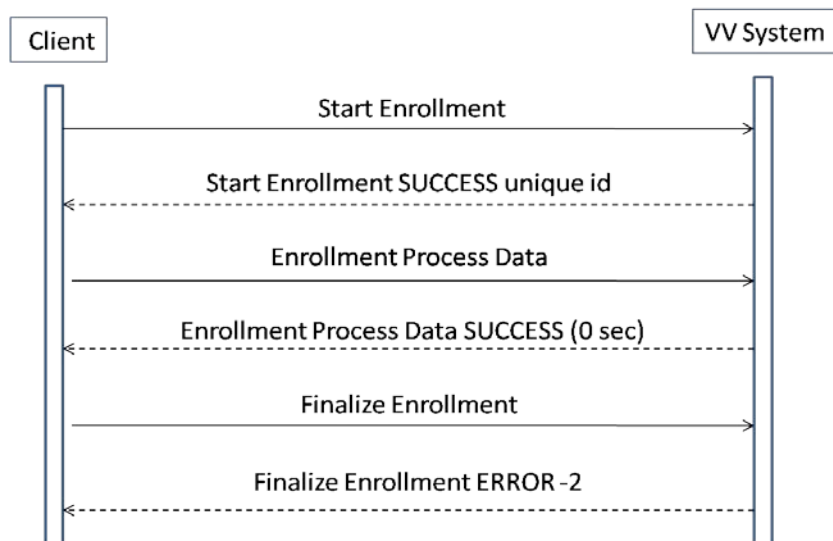 Client
VV System
Start Enrollment
Start Enrollment SUCCESS unique id
Enrollment Process Data
Enrollment Process Data SUCCESS (0 sec)
Finalize Enrollment
Finalize Enrollment ERROR -2